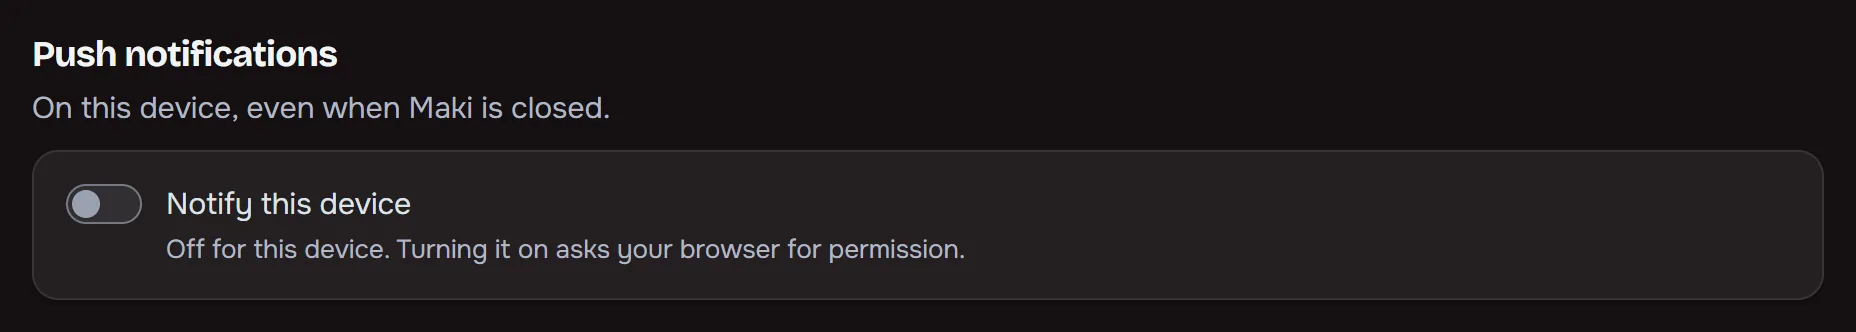 Push notifications
On this device, even when Maki is closed.
Notify this device
Off for this device. Turning it on asks your browser for permission.